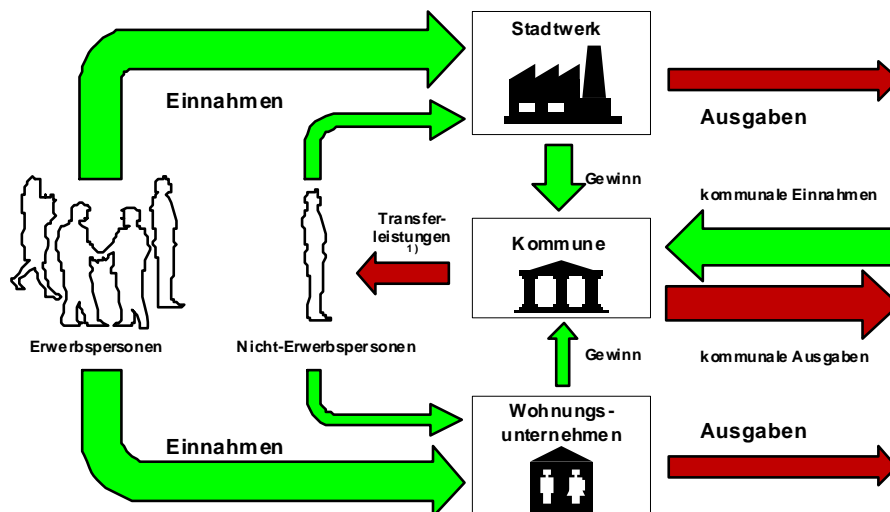 Stadtwerk
Einnahmen
Ausgaben
Gewinn
kommunale Einnahmen
Transfer-
leistungen
1)
Kommune
Erwerbspersonen
Nicht-Erwerbspersonen
Gewinn
kommunale Ausgaben
Wohnungs-
unternehmen
Ausgaben
Einnahmen